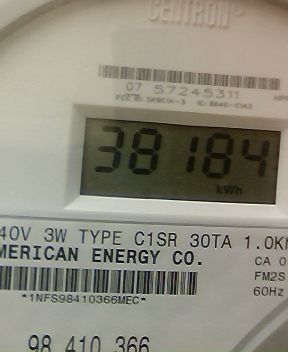 CENTRON
07 57245311
38184
kWh
40V 3W TYPE C1SR 30TA 1.0K
MERICAN ENERGY CO.
CA 0
FM2S
60Hz
*1NFS98410366MEC*
98 410 366